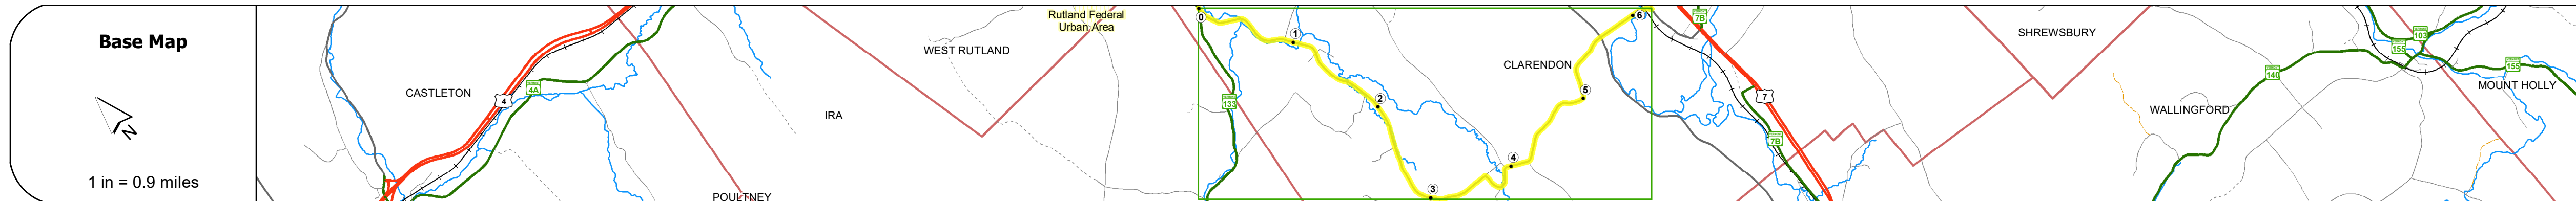 Base Map
N
1 in = 0.9 miles
CASTLETON
4
4A
POULTNEY
IRA
WEST RUTLAND
Rutland Federal
Urban Area
0
133
1
2
3
4
5
6
CLARENDON
7B
7
7B
SHREWSBURY
WALLINGFORD
140
155
103
155
MOUNT HOLLY